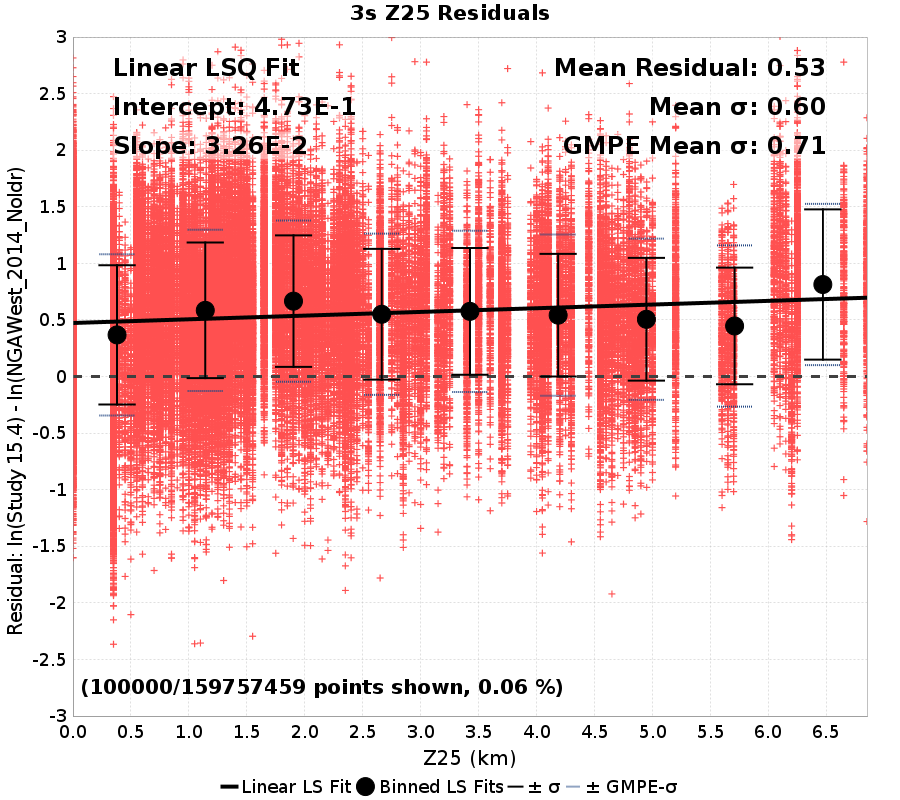 3s Z25 Residuals
Linear LSQ Fit
Intercept: 4.73E-1
Slope: 3.26E-2
Mean Residual: 0.53
Mean σ: 0.60
GMPE Mean σ: 0.71
Residual: ln(Study 15.4) - ln(NGAWest_2014_NoIdr)
3
2.5
2
1.5
1
0.5
0
-0.5
-1
-1.5
-2
-2.5
-3
(100000/159757459 points shown, 0.06 %)
0.0 0.5 1.0 1.5 2.0 2.5 3.0 3.5 4.0 4.5 5.0 5.5 6.0 6.5
Z25 (km)
Linear LS Fit Binned LS Fits ± σ ± GMPE-σ